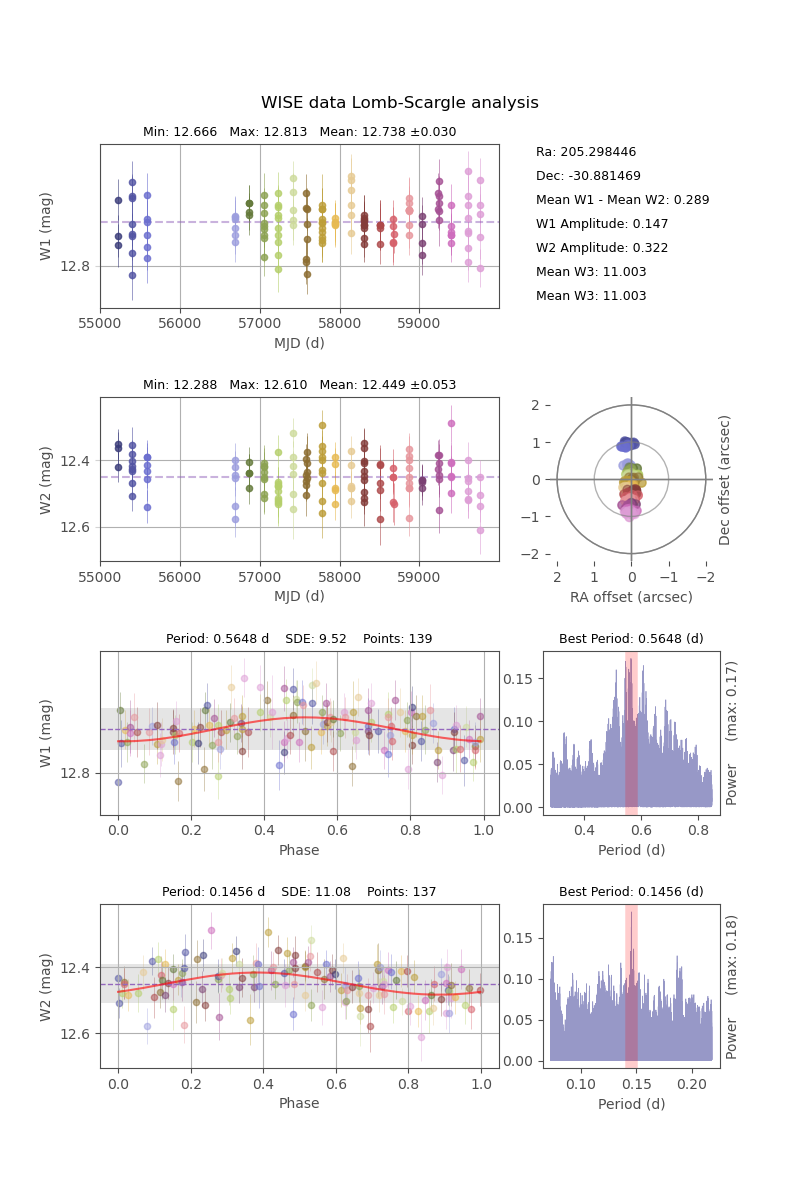 WISE data Lomb-Scargle analysis
Min: 12.666 Max: 12.813 Mean: 12.738 ±0.030
W1 (mag)
12.8
55000 56000 57000 58000 59000
MJD (d)
Ra: 205.298446
Dec: -30.881469
Mean W1 - Mean W2: 0.289
W1 Amplitude: 0.147
W2 Amplitude: 0.322
Mean W3: 11.003
Mean W3: 11.003
Min: 12.288 Max: 12.610 Mean: 12.449 ±0.053
W2 (mag)
12.4
12.6
55000 56000 57000 58000 59000
MJD (d)
2
1
0
−1
−2
2 1 0 −1 −2
RA offset (arcsec)
Dec offset (arcsec)
Period: 0.5648 d SDE: 9.52 Points: 139
W1 (mag)
12.8
0.0 0.2 0.4 0.6 0.8 1.0
Phase
Best Period: 0.5648 (d)
0.15
0.10
0.05
0.00
0.4 0.6 0.8
Period (d)
Power (max: 0.17)
Period: 0.1456 d SDE: 11.08 Points: 137
W2 (mag)
12.4
12.6
0.0 0.2 0.4 0.6 0.8 1.0
Phase
Best Period: 0.1456 (d)
0.15
0.10
0.05
0.00
0.10 0.15 0.20
Period (d)
Power (max: 0.18)